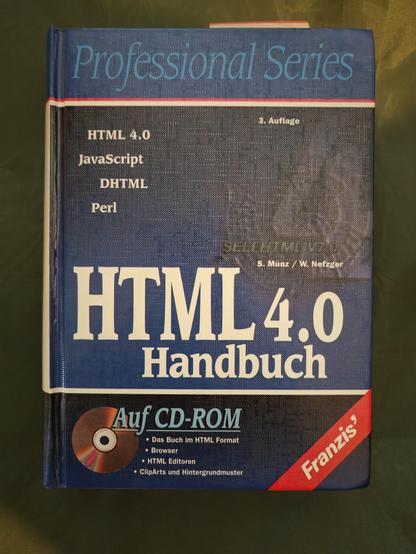 Professional Series
3. Auflage
HTML 4.0
JavaScript
DHTML
Perl
SELFHTML V7.0
S. Münz / W. Nefzger
HTML 4.0
Handbuch
Auf CD-ROM
• Das Buch im HTML Format
• Browser
• HTML Editoren
• ClipArts und Hintergrundmuster
Franzis'